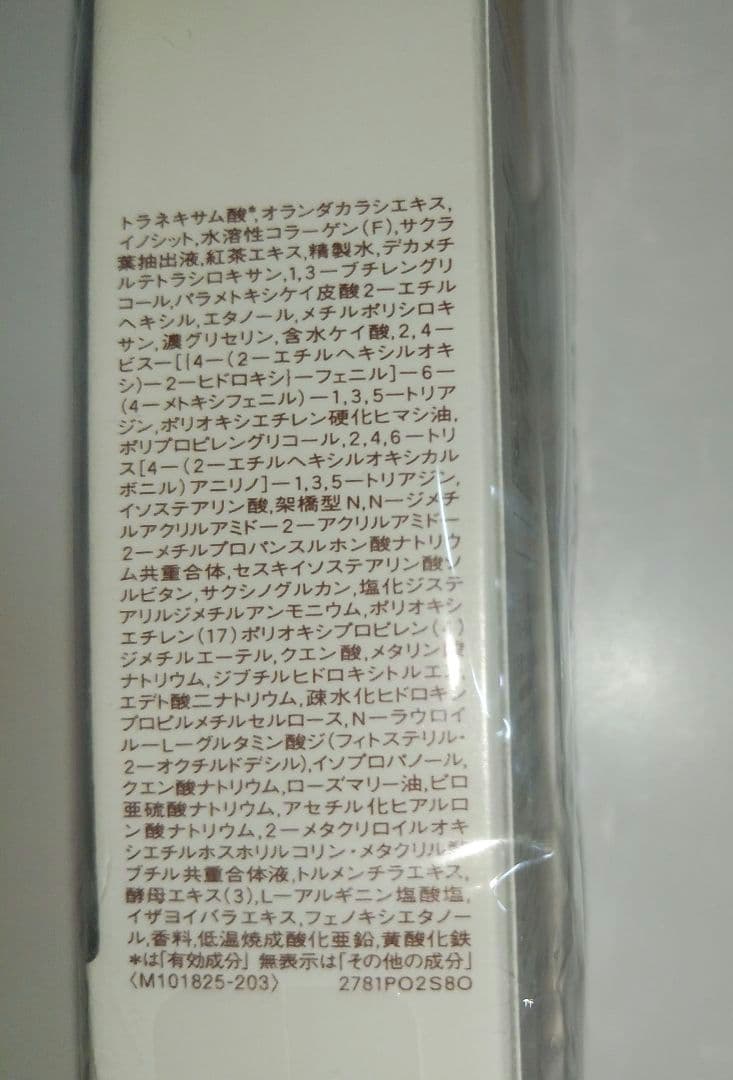 トラネキサム酸*,オランダカラシエキス,
イノシット,水溶性コラーゲン(F),サクラ
葉抽出液,紅茶エキス,精製水,デカメチ
ルテトラシロキサン,1,3ーブチレングリ
コール,パラメトキシケイ皮酸2ーエチル
ヘキシル,エタノール,メチルポリシロキ
サン,濃グリセリン,含水ケイ酸,2,4ー
ビスー[{4ー(2ーエチルヘキシルオキ
シ)ー2ーヒドロキシ}ーフェニル]ー6ー
(4ーメトキシフェニル)ー1,3,5ートリア
ジン,ポリオキシエチレン硬化ヒマシ油,
ポリプロピレングリコール,2,4,6ートリ
ス[4ー(2ーエチルヘキシルオキシカル
ボニル)アニリノ]ー1,3,5ートリアジン,
イソステアリン酸,架橋型N,Nージメチ
ルアクリルアミドー2ーアクリルアミドー
2ーメチルプロパンスルホン酸ナトリウ
ム共重合体,セスキイソステアリン酸ソ
ルビタン,サクシノグルカン,塩化ジステ
アリルジメチルアンモニウム,ポリオキシ
エチレン(17)ポリオキシプロピレン(4)
ジメチルエーテル,クエン酸,メタリン酸
ナトリウム,ジブチルヒドロキシトルエン,
エデト酸二ナトリウム,疎水化ヒドロキシ
プロピルメチルセルロース,Nーラウロイ
ルーLーグルタミン酸ジ(フィトステリル・
2ーオクチルドデシル),イソプロパノール,
クエン酸ナトリウム,ローズマリー油,ピロ
亜硫酸ナトリウム,アセチル化ヒアルロ
ン酸ナトリウム,2ーメタクリロイルオキ
シエチルホスホリルコリン・メタクリル酸
ブチル共重合体液,トルメンチラエキス,
酵母エキス(3),Lーアルギニン塩酸塩,
イザヨイバラエキス,フェノキシエタノー
ル,香料,低温焼成酸化亜鉛,黄酸化鉄
*は「有効成分」 無表示は「その他の成分」
〈M101825-203〉 2781PO2S8O